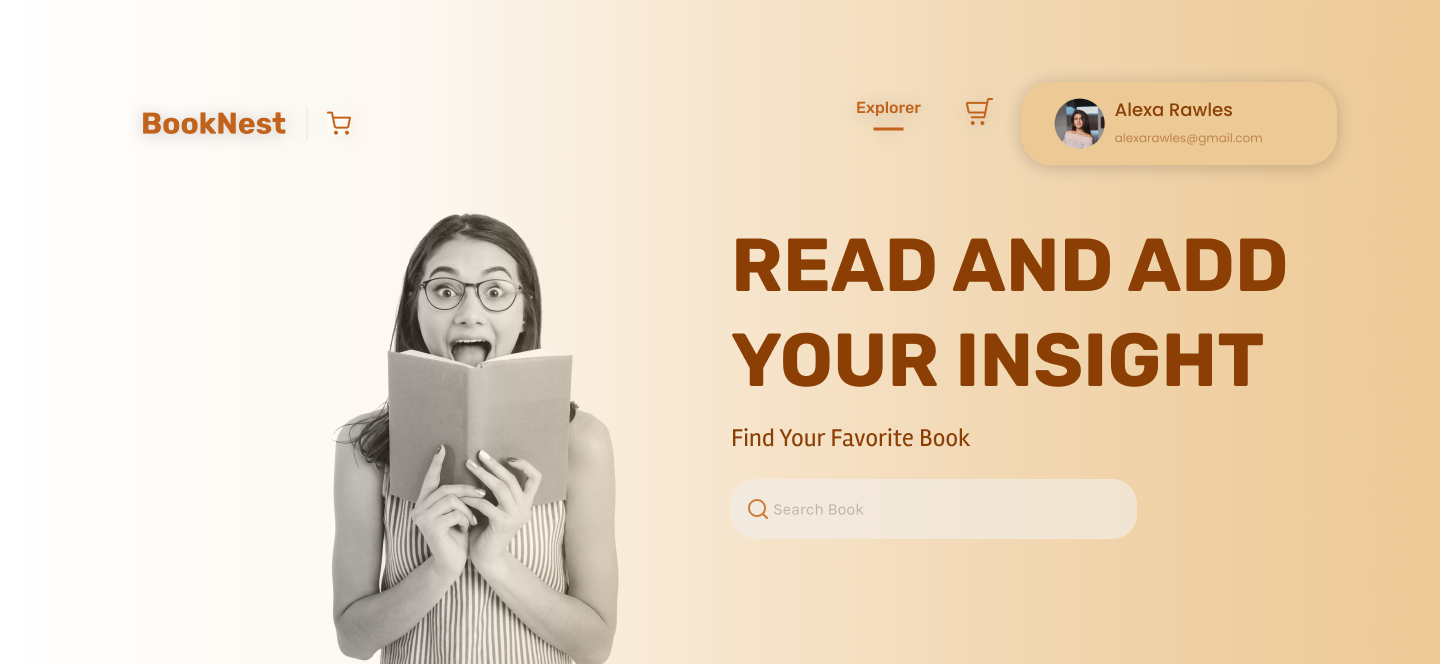 BookNest
Explorer
Alexa Rawles
alexarawles@gmail.com
READ AND ADD
YOUR INSIGHT
Find Your Favorite Book
Search Book